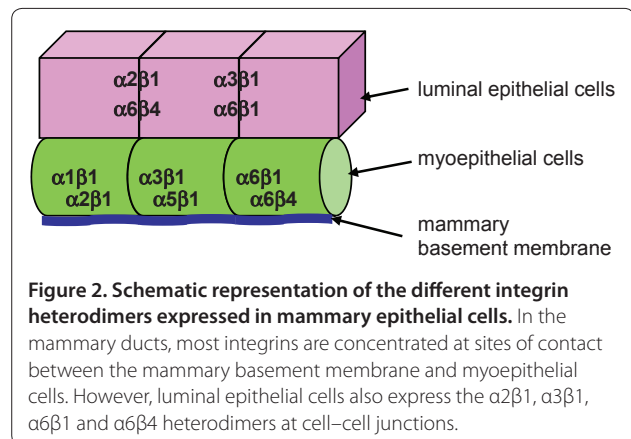 α2β1 α3β1
α6β4 α6β1
luminal epithelial cells
α1β1 α3β1 α6β1
α2β1 α5β1 α6β4
myoepithelial cells
mammary
basement membrane
Figure 2. Schematic representation of the different integrin
heterodimers expressed in mammary epithelial cells. In the
mammary ducts, most integrins are concentrated at sites of contact
between the mammary basement membrane and myoepithelial
cells. However, luminal epithelial cells also express the α2β1, α3β1,
α6β1 and α6β4 heterodimers at cell–cell junctions.